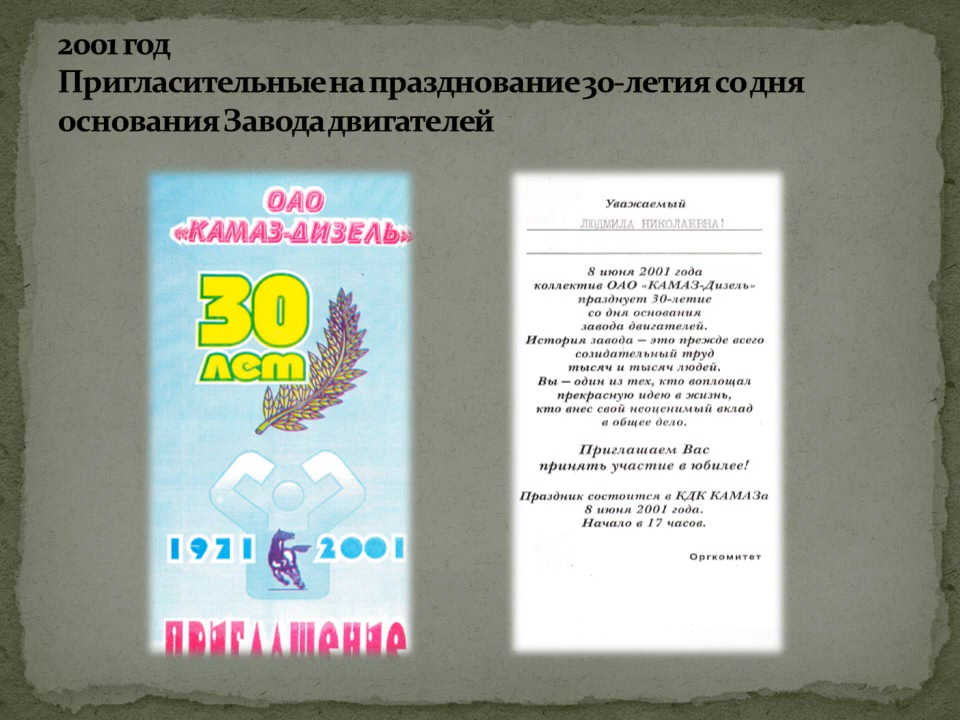 2001 год
Пригласительные на празднование 30-летия со дня
основания Завода двигателей
ОАО
«КАМАЗ-ДИЗЕЛЬ»
30
лет
1971 2001
ПРИГЛАШЕНИЕ
Уважаемый
ЛЮДМИЛА НИКОЛАЕВНА!
8 июня 2001 года
коллектив ОАО «КАМАЗ-Дизель»
празднует 30-летие
со дня основания
завода двигателей.
История завода – это прежде всего
созидательный труд
тысяч и тысяч людей.
Вы – один из тех, кто воплощал
прекрасную идею в жизнь,
кто внес свой неоценимый вклад
в общее дело.
Приглашаем Вас
принять участие в юбилее!
Праздник состоится в КДК КАМАЗа
8 июня 2001 года.
Начало в 17 часов.
Оргкомитет